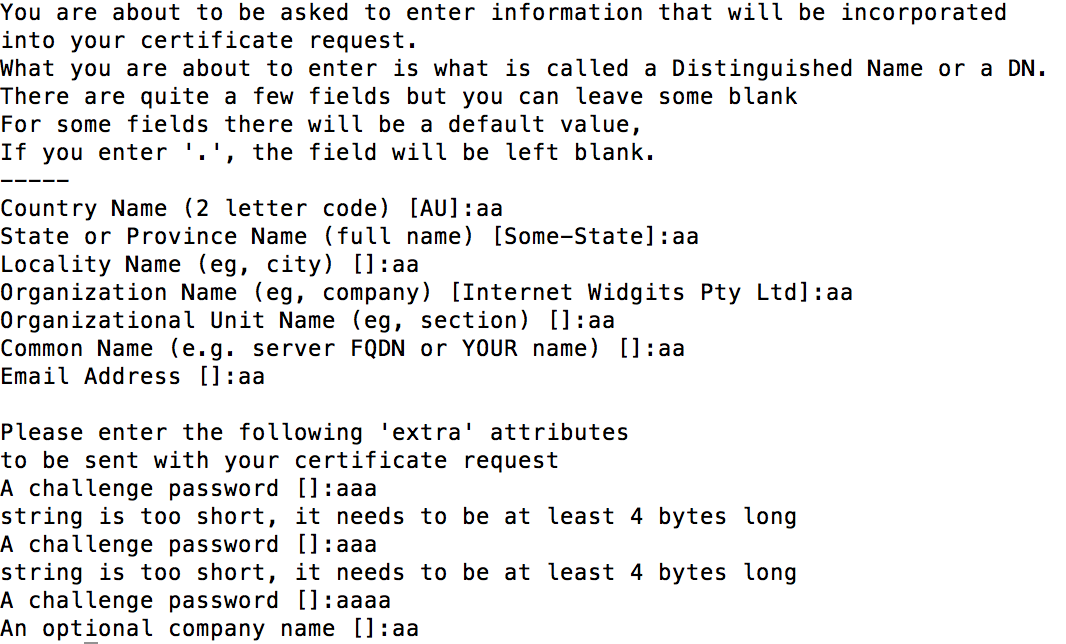 You are about to be asked to enter information that will be incorporated
into your certificate request.
What you are about to enter is what is called a Distinguished Name or a DN.
There are quite a few fields but you can leave some blank
For some fields there will be a default value,
If you enter '.', the field will be left blank.
-----
Country Name (2 letter code) [AU]:aa
State or Province Name (full name) [Some-State]:aa
Locality Name (eg, city) []:aa
Organization Name (eg, company) [Internet Widgits Pty Ltd]:aa
Organizational Unit Name (eg, section) []:aa
Common Name (e.g. server FQDN or YOUR name) []:aa
Email Address []:aa

Please enter the following 'extra' attributes
to be sent with your certificate request
A challenge password []:aaa
string is too short, it needs to be at least 4 bytes long
A challenge password []:aaa
string is too short, it needs to be at least 4 bytes long
A challenge password []:aaaa
An optional company name []:aa